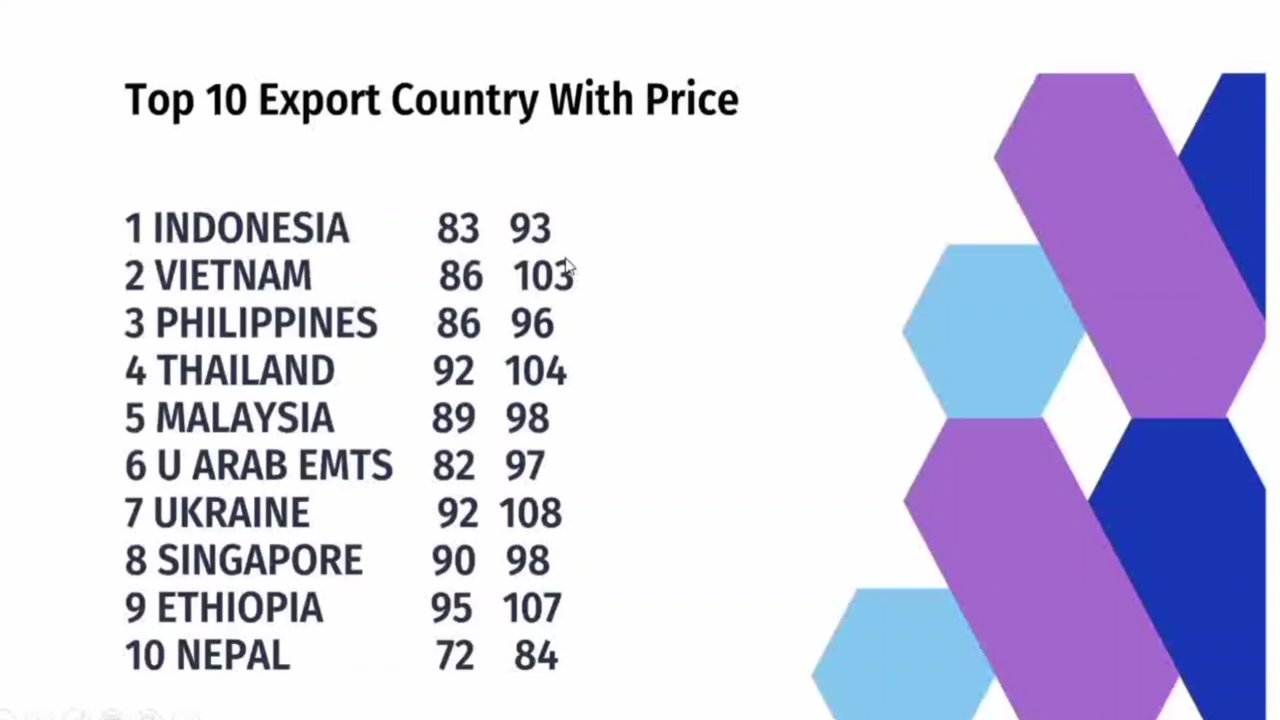 Top 10 Export Country With Price
1 INDONESIA 83 93
2 VIETNAM 86 103
3 PHILIPPINES 86 96
4 THAILAND 92 104
5 MALAYSIA 89 98
6 U ARAB EMTS 82 97
7 UKRAINE 92 108
8 SINGAPORE 90 98
9 ETHIOPIA 95 107
10 NEPAL 72 84